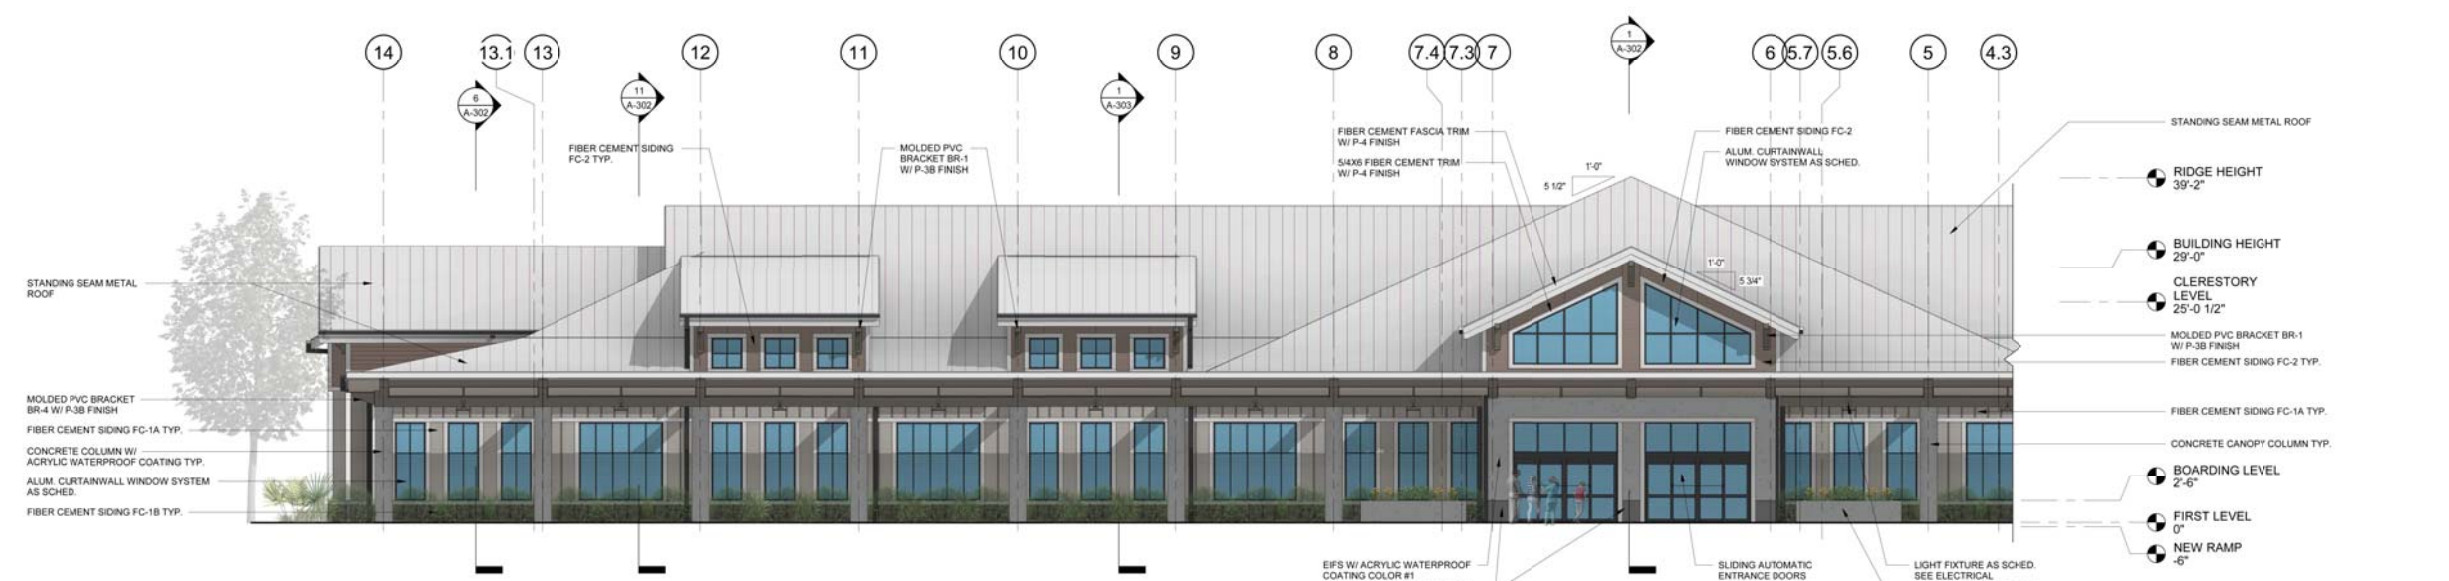 14
13.1
13
12
11
10
9
8
7.4
7.3
7
6
5.7
5.6
5
4.3
1
A-302
6
A-302
11
A-302
1
A-303
FIBER CEMENT SIDING
FC-2 TYP.
MOLDED PVC
BRACKET BR-1
W/ P-3B FINISH
FIBER CEMENT FASCIA TRIM
W/ P-4 FINISH
5/4X6 FIBER CEMENT TRIM
W/ P-4 FINISH
1'-0"
5 1/2"
FIBER CEMENT SIDING FC-2
ALUM. CURTAINWALL
WINDOW SYSTEM AS SCHED.
1'-0"
5 3/4"
STANDING SEAM METAL ROOF
RIDGE HEIGHT
39'-2"
BUILDING HEIGHT
29'-0"
CLERESTORY
LEVEL
25'-0 1/2"
MOLDED PVC BRACKET BR-1
W/ P-3B FINISH
FIBER CEMENT SIDING FC-2 TYP.
FIBER CEMENT SIDING FC-1A TYP.
CONCRETE CANOPY COLUMN TYP.
BOARDING LEVEL
2'-6"
FIRST LEVEL
0"
NEW RAMP
-6"
STANDING SEAM METAL
ROOF
MOLDED PVC BRACKET
BR-4 W/ P-3B FINISH
FIBER CEMENT SIDING FC-1A TYP.
CONCRETE COLUMN W/
ACRYLIC WATERPROOF COATING TYP.
ALUM. CURTAINWALL WINDOW SYSTEM
AS SCHED.
FIBER CEMENT SIDING FC-1B TYP.
EIFS W/ ACRYLIC WATERPROOF
COATING COLOR #1
SLIDING AUTOMATIC
ENTRANCE DOORS
LIGHT FIXTURE AS SCHED.
SEE ELECTRICAL